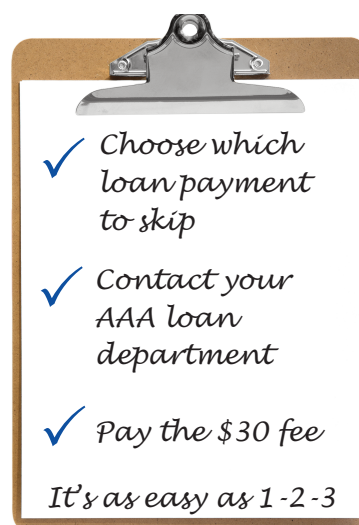 Choose which
loan payment
to skip
Contact your
AAA loan
department
Pay the $30 fee
It's as easy as 1-2-3